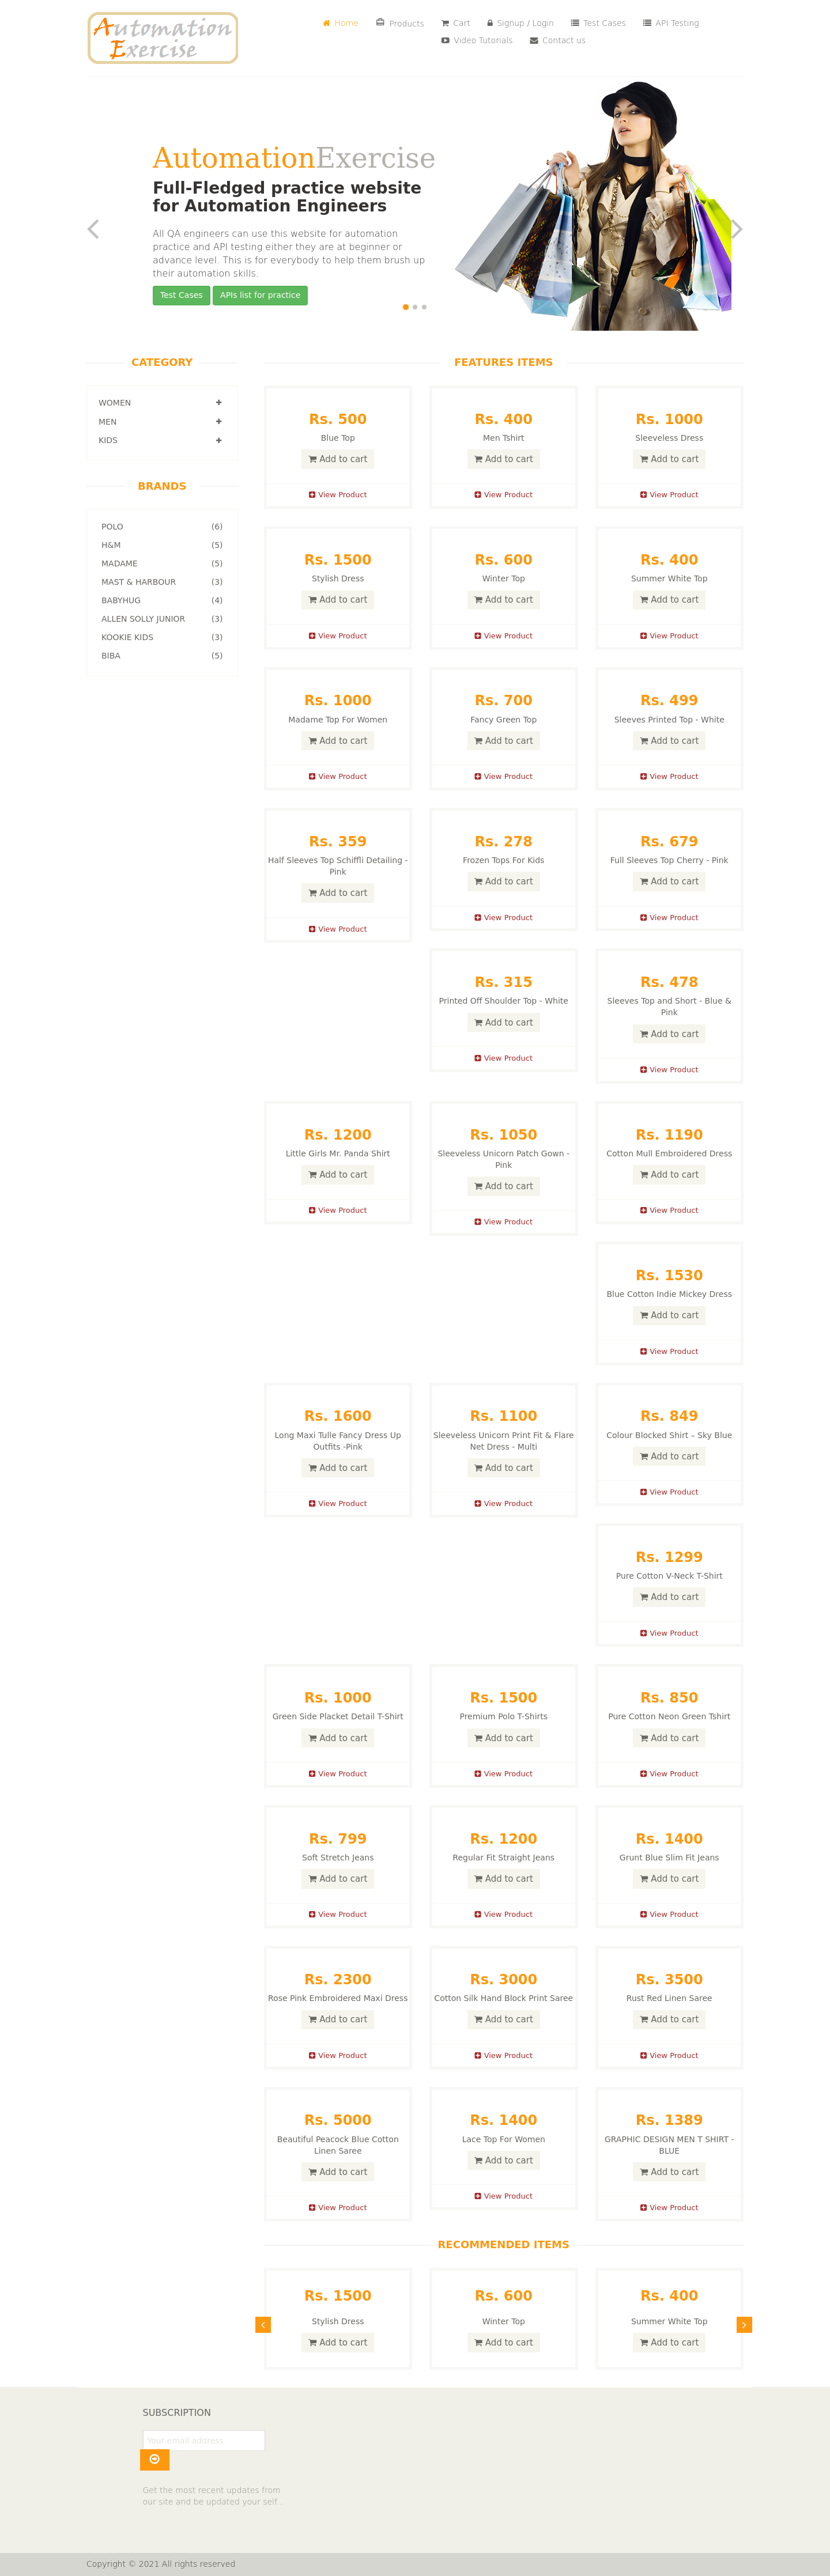 Automation
Exercise
Home
Products
Cart
Signup / Login
Test Cases
API Testing
Video Tutorials
Contact us
AutomationExercise
Full-Fledged practice website
for Automation Engineers
All QA engineers can use this website for automation
practice and API testing either they are at beginner or
advance level. This is for everybody to help them brush up
their automation skills.
Test Cases
APIs list for practice
CATEGORY
WOMEN
MEN
KIDS
BRANDS
POLO (6)
H&M (5)
MADAME (5)
MAST & HARBOUR (3)
BABYHUG (4)
ALLEN SOLLY JUNIOR (3)
KOOKIE KIDS (3)
BIBA (5)
FEATURES ITEMS
Rs. 500
Blue Top
Add to cart
View Product
Rs. 400
Men Tshirt
Add to cart
View Product
Rs. 1000
Sleeveless Dress
Add to cart
View Product
Rs. 1500
Stylish Dress
Add to cart
View Product
Rs. 600
Winter Top
Add to cart
View Product
Rs. 400
Summer White Top
Add to cart
View Product
Rs. 1000
Madame Top For Women
Add to cart
View Product
Rs. 700
Fancy Green Top
Add to cart
View Product
Rs. 499
Sleeves Printed Top - White
Add to cart
View Product
Rs. 359
Half Sleeves Top Schiffli Detailing -
Pink
Add to cart
View Product
Rs. 278
Frozen Tops For Kids
Add to cart
View Product
Rs. 679
Full Sleeves Top Cherry - Pink
Add to cart
View Product
Rs. 315
Printed Off Shoulder Top - White
Add to cart
View Product
Rs. 478
Sleeves Top and Short - Blue &
Pink
Add to cart
View Product
Rs. 1200
Little Girls Mr. Panda Shirt
Add to cart
View Product
Rs. 1050
Sleeveless Unicorn Patch Gown -
Pink
Add to cart
View Product
Rs. 1190
Cotton Mull Embroidered Dress
Add to cart
View Product
Rs. 1530
Blue Cotton Indie Mickey Dress
Add to cart
View Product
Rs. 1600
Long Maxi Tulle Fancy Dress Up
Outfits -Pink
Add to cart
View Product
Rs. 1100
Sleeveless Unicorn Print Fit & Flare
Net Dress - Multi
Add to cart
View Product
Rs. 849
Colour Blocked Shirt – Sky Blue
Add to cart
View Product
Rs. 1299
Pure Cotton V-Neck T-Shirt
Add to cart
View Product
Rs. 1000
Green Side Placket Detail T-Shirt
Add to cart
View Product
Rs. 1500
Premium Polo T-Shirts
Add to cart
View Product
Rs. 850
Pure Cotton Neon Green Tshirt
Add to cart
View Product
Rs. 799
Soft Stretch Jeans
Add to cart
View Product
Rs. 1200
Regular Fit Straight Jeans
Add to cart
View Product
Rs. 1400
Grunt Blue Slim Fit Jeans
Add to cart
View Product
Rs. 2300
Rose Pink Embroidered Maxi Dress
Add to cart
View Product
Rs. 3000
Cotton Silk Hand Block Print Saree
Add to cart
View Product
Rs. 3500
Rust Red Linen Saree
Add to cart
View Product
Rs. 5000
Beautiful Peacock Blue Cotton
Linen Saree
Add to cart
View Product
Rs. 1400
Lace Top For Women
Add to cart
View Product
Rs. 1389
GRAPHIC DESIGN MEN T SHIRT -
BLUE
Add to cart
View Product
RECOMMENDED ITEMS
Rs. 1500
Stylish Dress
Add to cart
Rs. 600
Winter Top
Add to cart
Rs. 400
Summer White Top
Add to cart
SUBSCRIPTION
Your email address
Get the most recent updates from
our site and be updated your self...
Copyright © 2021 All rights reserved